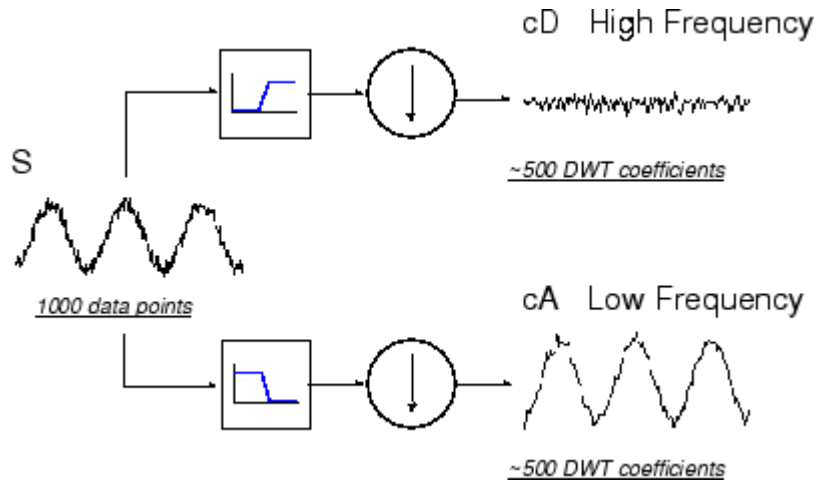 cD High Frequency
~500 DWT coefficients
S
1000 data points
cA Low Frequency
~500 DWT coefficients